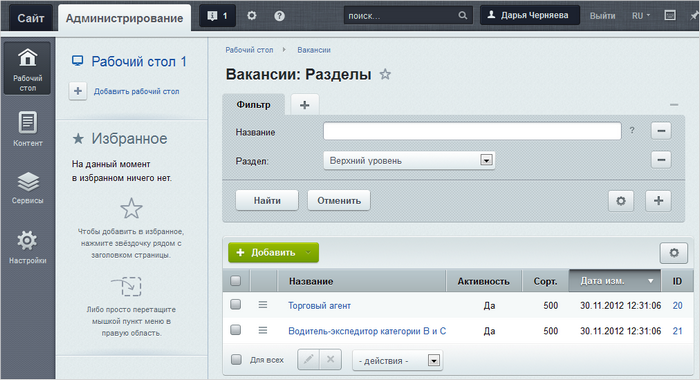 Сайт
Администрирование
1
поиск...
Дарья Черняева
Выйти
RU
Рабочий стол
Контент
Сервисы
Настройки
Рабочий стол 1
Добавить рабочий стол
Избранное
На данный момент
в избранном ничего нет.
Чтобы добавить в избранное,
нажмите звёздочку рядом с
заголовком страницы.
Либо просто перетащите
мышкой пункт меню в
правую область.
Рабочий стол Вакансии
Вакансии: Разделы
Фильтр
Название ?
Раздел: Верхний уровень
Найти Отменить
Добавить
Название Активность Сорт. Дата изм. ID
Торговый агент Да 500 30.11.2012 12:31:06 20
Водитель-экспедитор категории В и С Да 500 30.11.2012 12:31:06 21
Для всех - действия -